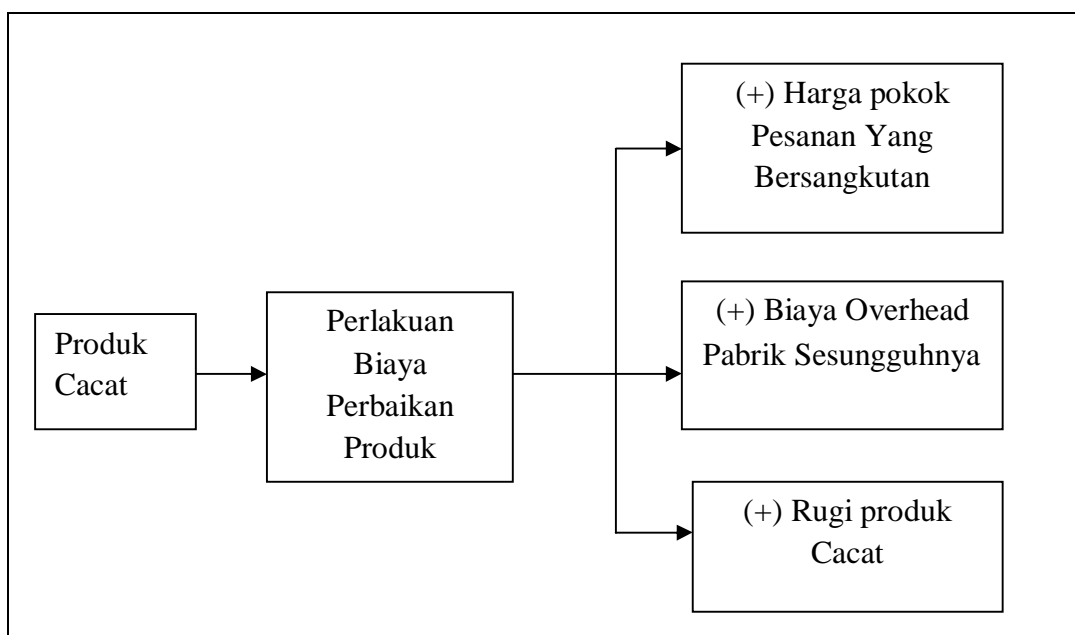 Produk
Cacat
Perlakuan
Biaya
Perbaikan
Produk
(+) Harga pokok
Pesanan Yang
Bersangkutan
(+) Biaya Overhead
Pabrik Sesungguhnya
(+) Rugi produk
Cacat